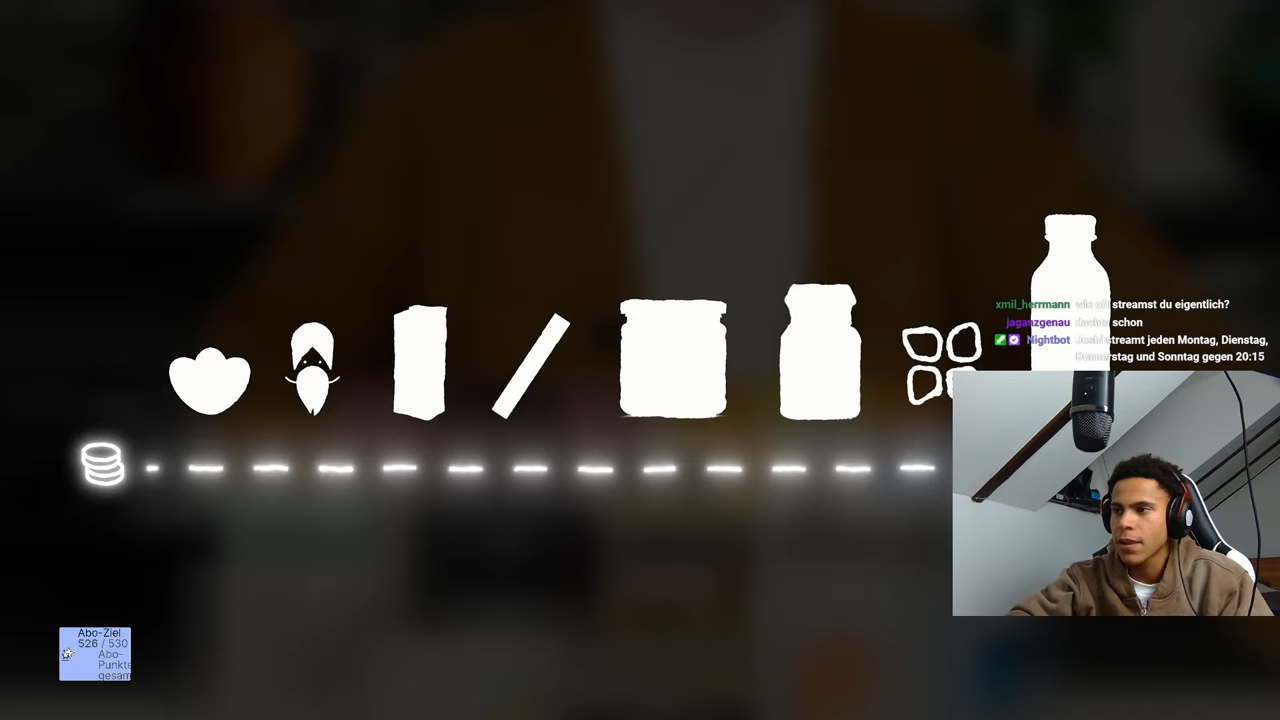 xmil_herrmann wie oft streamst du eigentlich?
jaganzgenau dachte schon
Nightbot Joshi streamt jeden Montag, Dienstag,
Donnerstag und Sonntag gegen 20:15
Abo-Ziel
526 / 530
Abo-
Punkte
gesam